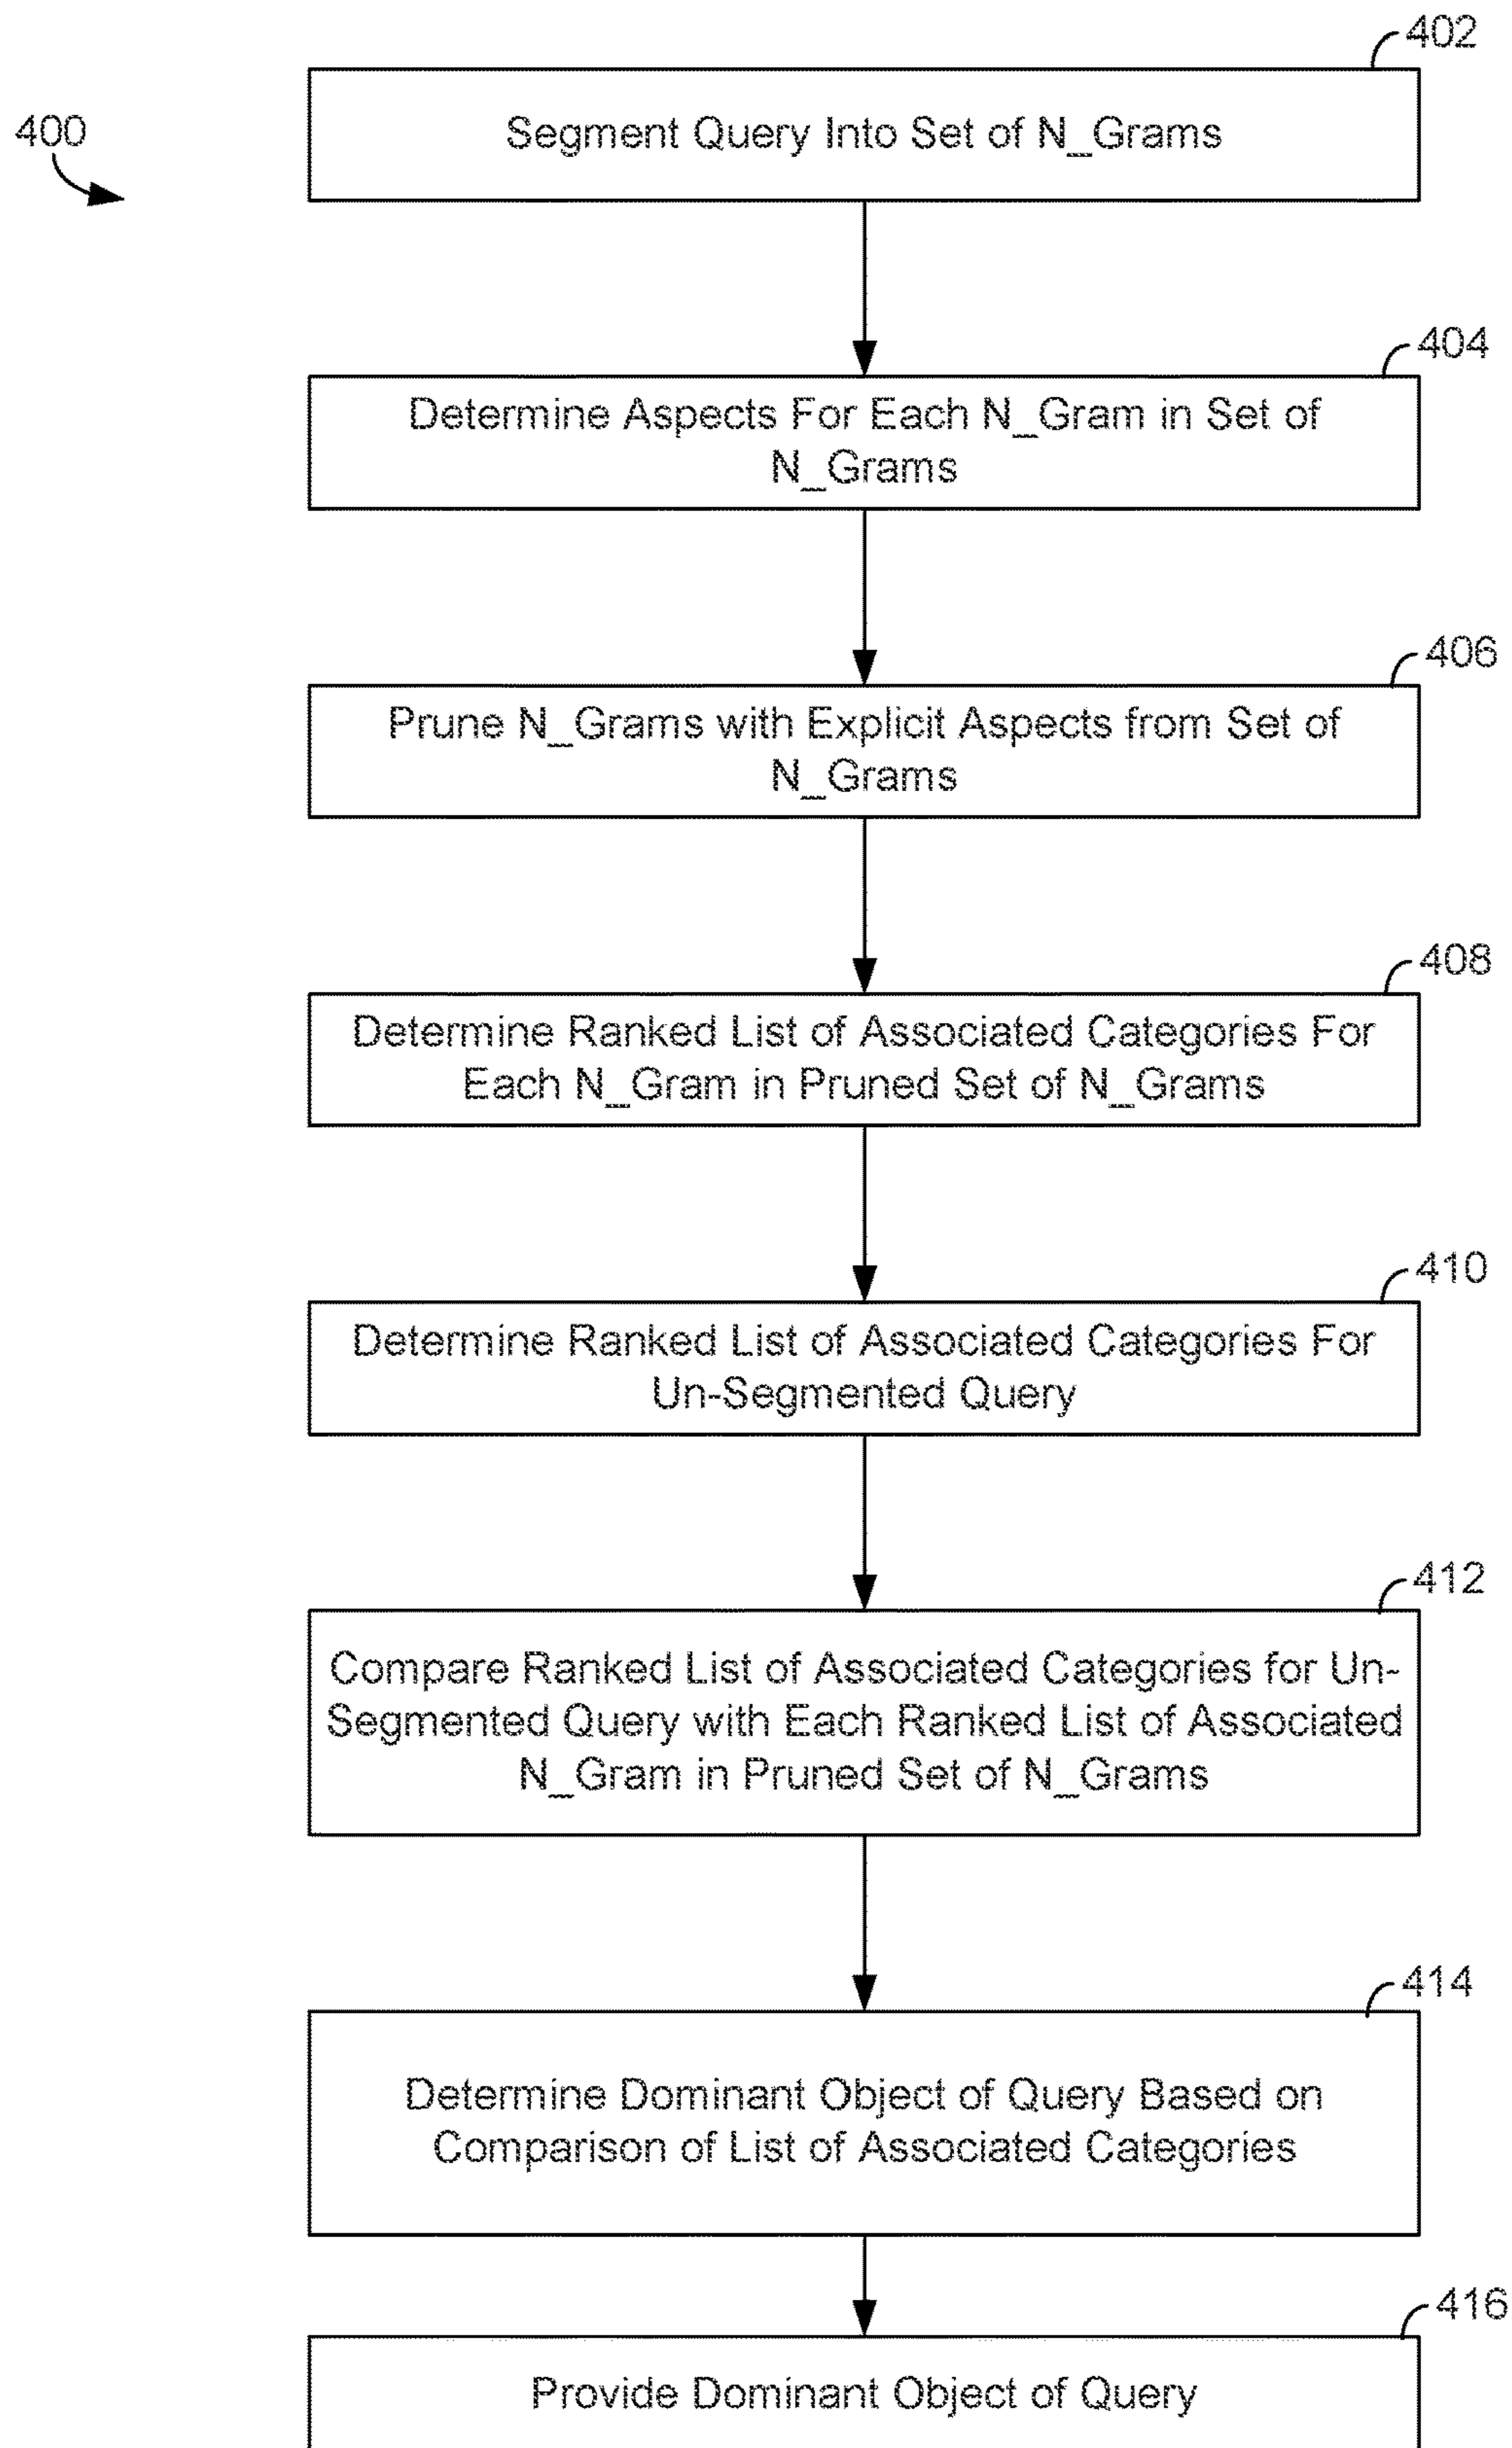 402
400
Segment Query Into Set of N_Grams
404
Determine Aspects For Each N_Gram in Set of
N_Grams
406
Prune N_Grams with Explicit Aspects from Set of
N_Grams
408
Determine Ranked List of Associated Categories For
Each N_Gram in Pruned Set of N_Grams
410
Determine Ranked List of Associated Categories For
Un-Segmented Query
412
Compare Ranked List of Associated Categories for Un-
Segmented Query with Each Ranked List of Associated
N_Gram in Pruned Set of N_Grams
414
Determine Dominant Object of Query Based on
Comparison of List of Associated Categories
416
Provide Dominant Object of Query